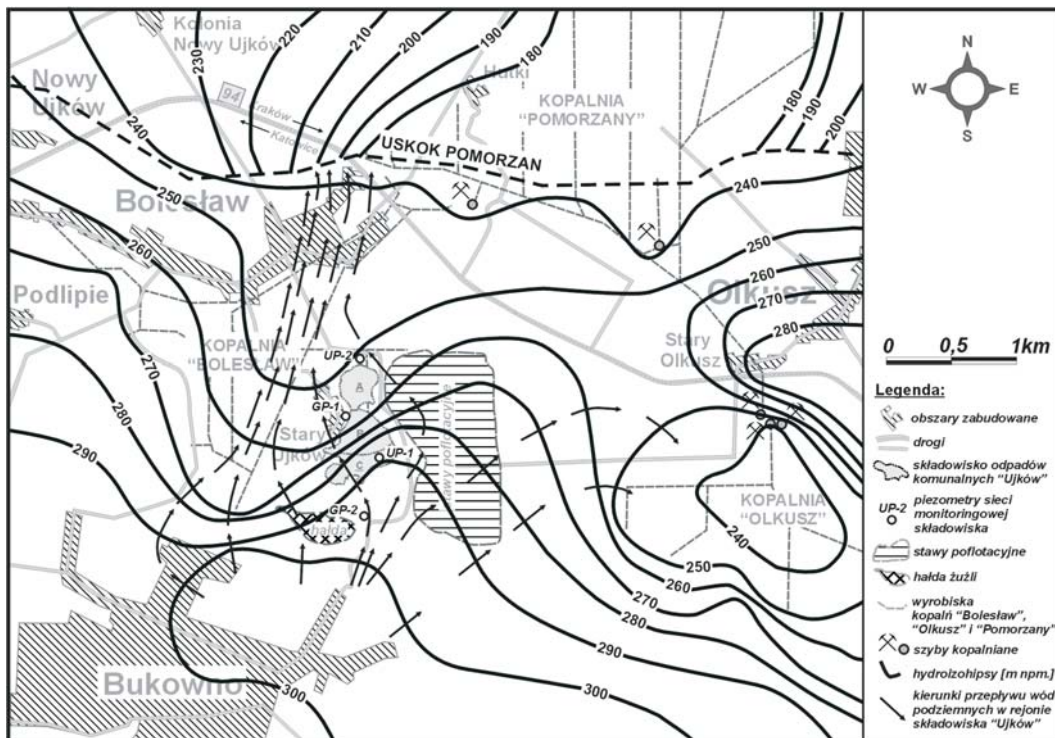 Kolonia
Nowy Ujków
Nowy
Ujków
230
220
210
200
190
180
94
Kraków
Katowice
Hutki
KOPALNIA
"POMORZANY"
180
190
200
USKOK POMORZAN
240
250
260
Bolesław
240
250
260
270
280
Olkusz
Podlipie
KOPALNIA
"BOLESŁAW"
UP-2
A
GP-1
B
Stary
Ujków
C
UP-1
GP-2
hałda
stawy poflotacyjne
Stary
Olkusz
270
280
290
KOPALNIA
"OLKUSZ"
240
250
260
270
280
290
300
300
Bukowno
N
W
E
S
0 0,5 1km
Legenda:
obszary zabudowane
drogi
składowisko odpadów
komunalnych "Ujków"
UP-2
piezometry sieci
monitoringowej
składowiska
stawy poflotacyjne
hałda żużli
wyrobiska
kopalń "Bolesław",
"Olkusz" i "Pomorzany"
szyby kopalniane
hydroizohipsy [m npm.]
kierunki przepływu wód
podziemnych w rejonie
składowiska "Ujków"